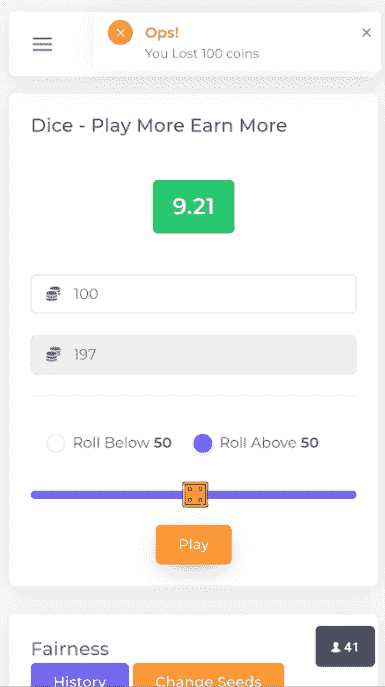 Ops!
You Lost 100 coins
Dice - Play More Earn More
9.21
100
197
Roll Below 50 Roll Above 50
Play
Fairness
41
History Change Seeds